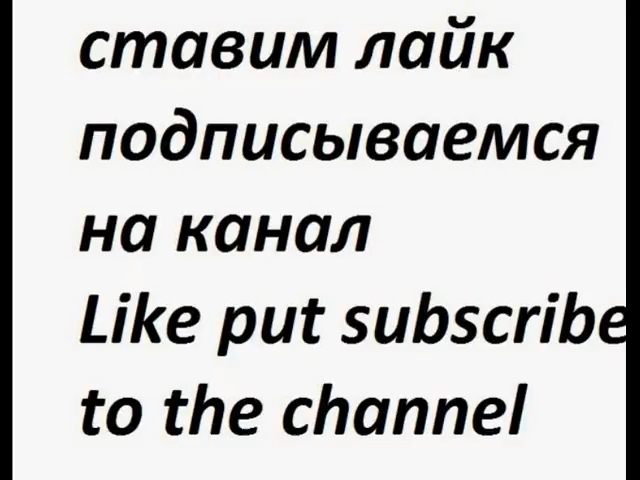 ставим лайк
подписываемся
на канал
Like put subscribe
to the channel